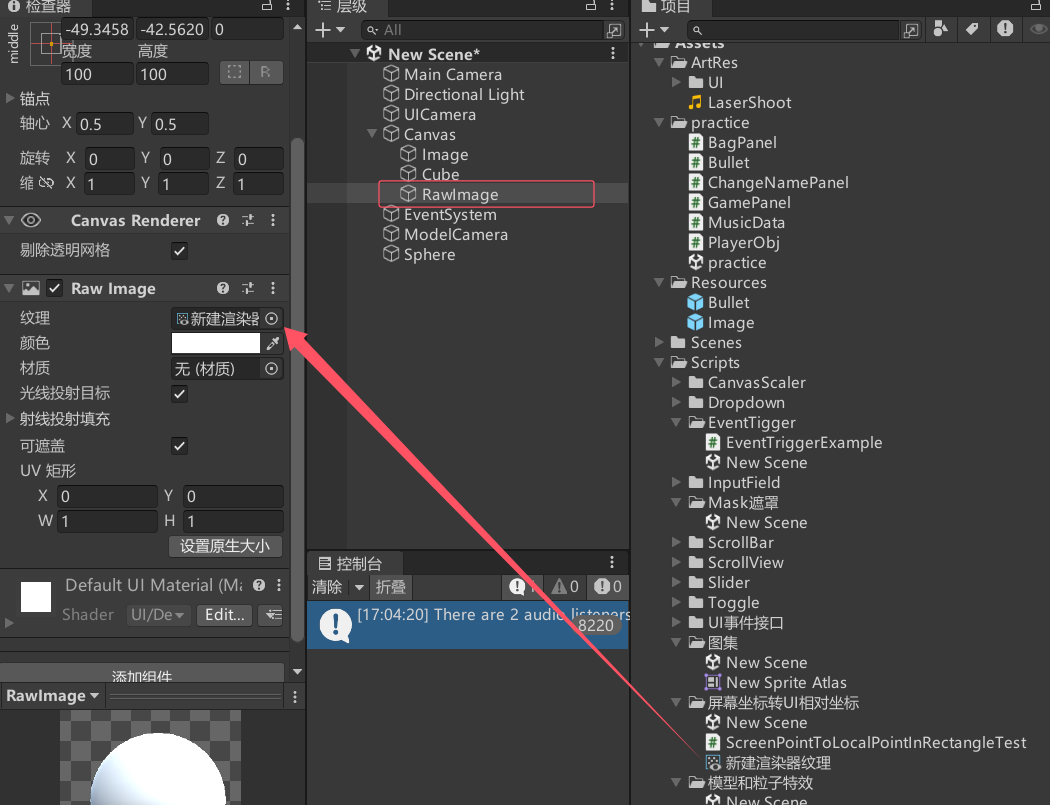 检查器
middle
-49.3458 -42.5620 0
宽度 高度
100 100 R
锚点
轴心 X 0.5 Y 0.5
旋转 X 0 Y 0 Z 0
缩 X 1 Y 1 Z 1
Canvas Renderer
剔除透明网格
Raw Image
纹理 新建渲染器
颜色
材质 无 (材质)
光线投射目标
射线投射填充
可遮盖
UV 矩形
X 0 Y 0
W 1 H 1
设置原生大小
Default UI Material (Ma
Shader UI/De Edit...
添加组件
RawImage
层级
All
New Scene*
Main Camera
Directional Light
UICamera
Canvas
Image
Cube
RawImage
EventSystem
ModelCamera
Sphere
控制台
清除 折叠 1 0 0
[17:04:20] There are 2 audio listeners
8220
项目
Assets
ArtRes
UI
LaserShoot
practice
BagPanel
Bullet
ChangeNamePanel
GamePanel
MusicData
PlayerObj
practice
Resources
Bullet
Image
Scenes
Scripts
CanvasScaler
Dropdown
EventTigger
EventTriggerExample
New Scene
InputField
Mask遮罩
New Scene
ScrollBar
ScrollView
Slider
Toggle
UI事件接口
图集
New Scene
New Sprite Atlas
屏幕坐标转UI相对坐标
New Scene
ScreenPointToLocalPointInRectangleTest
新建渲染器纹理
模型和粒子特效
New Scene